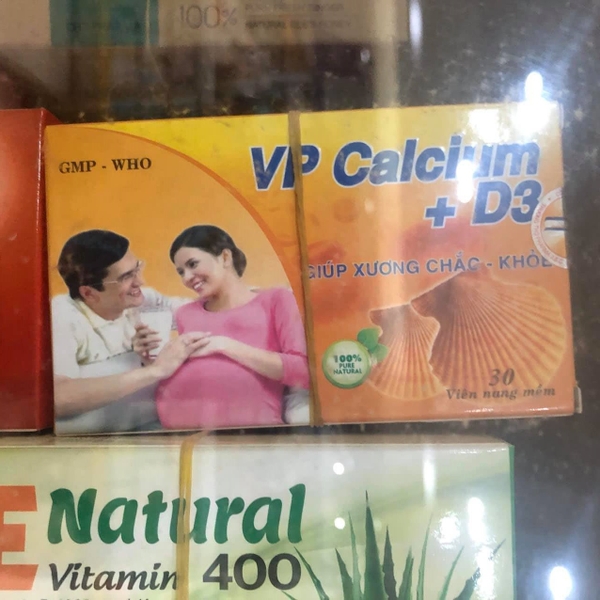 100%
NATURAL
GMP - WHO
VP Calcium
+ D3
GIÚP XƯƠNG CHẮC - KHỎE
100%
PURE
NATURAL
30
Viên nang mềm
E Natural
Vitamin 400